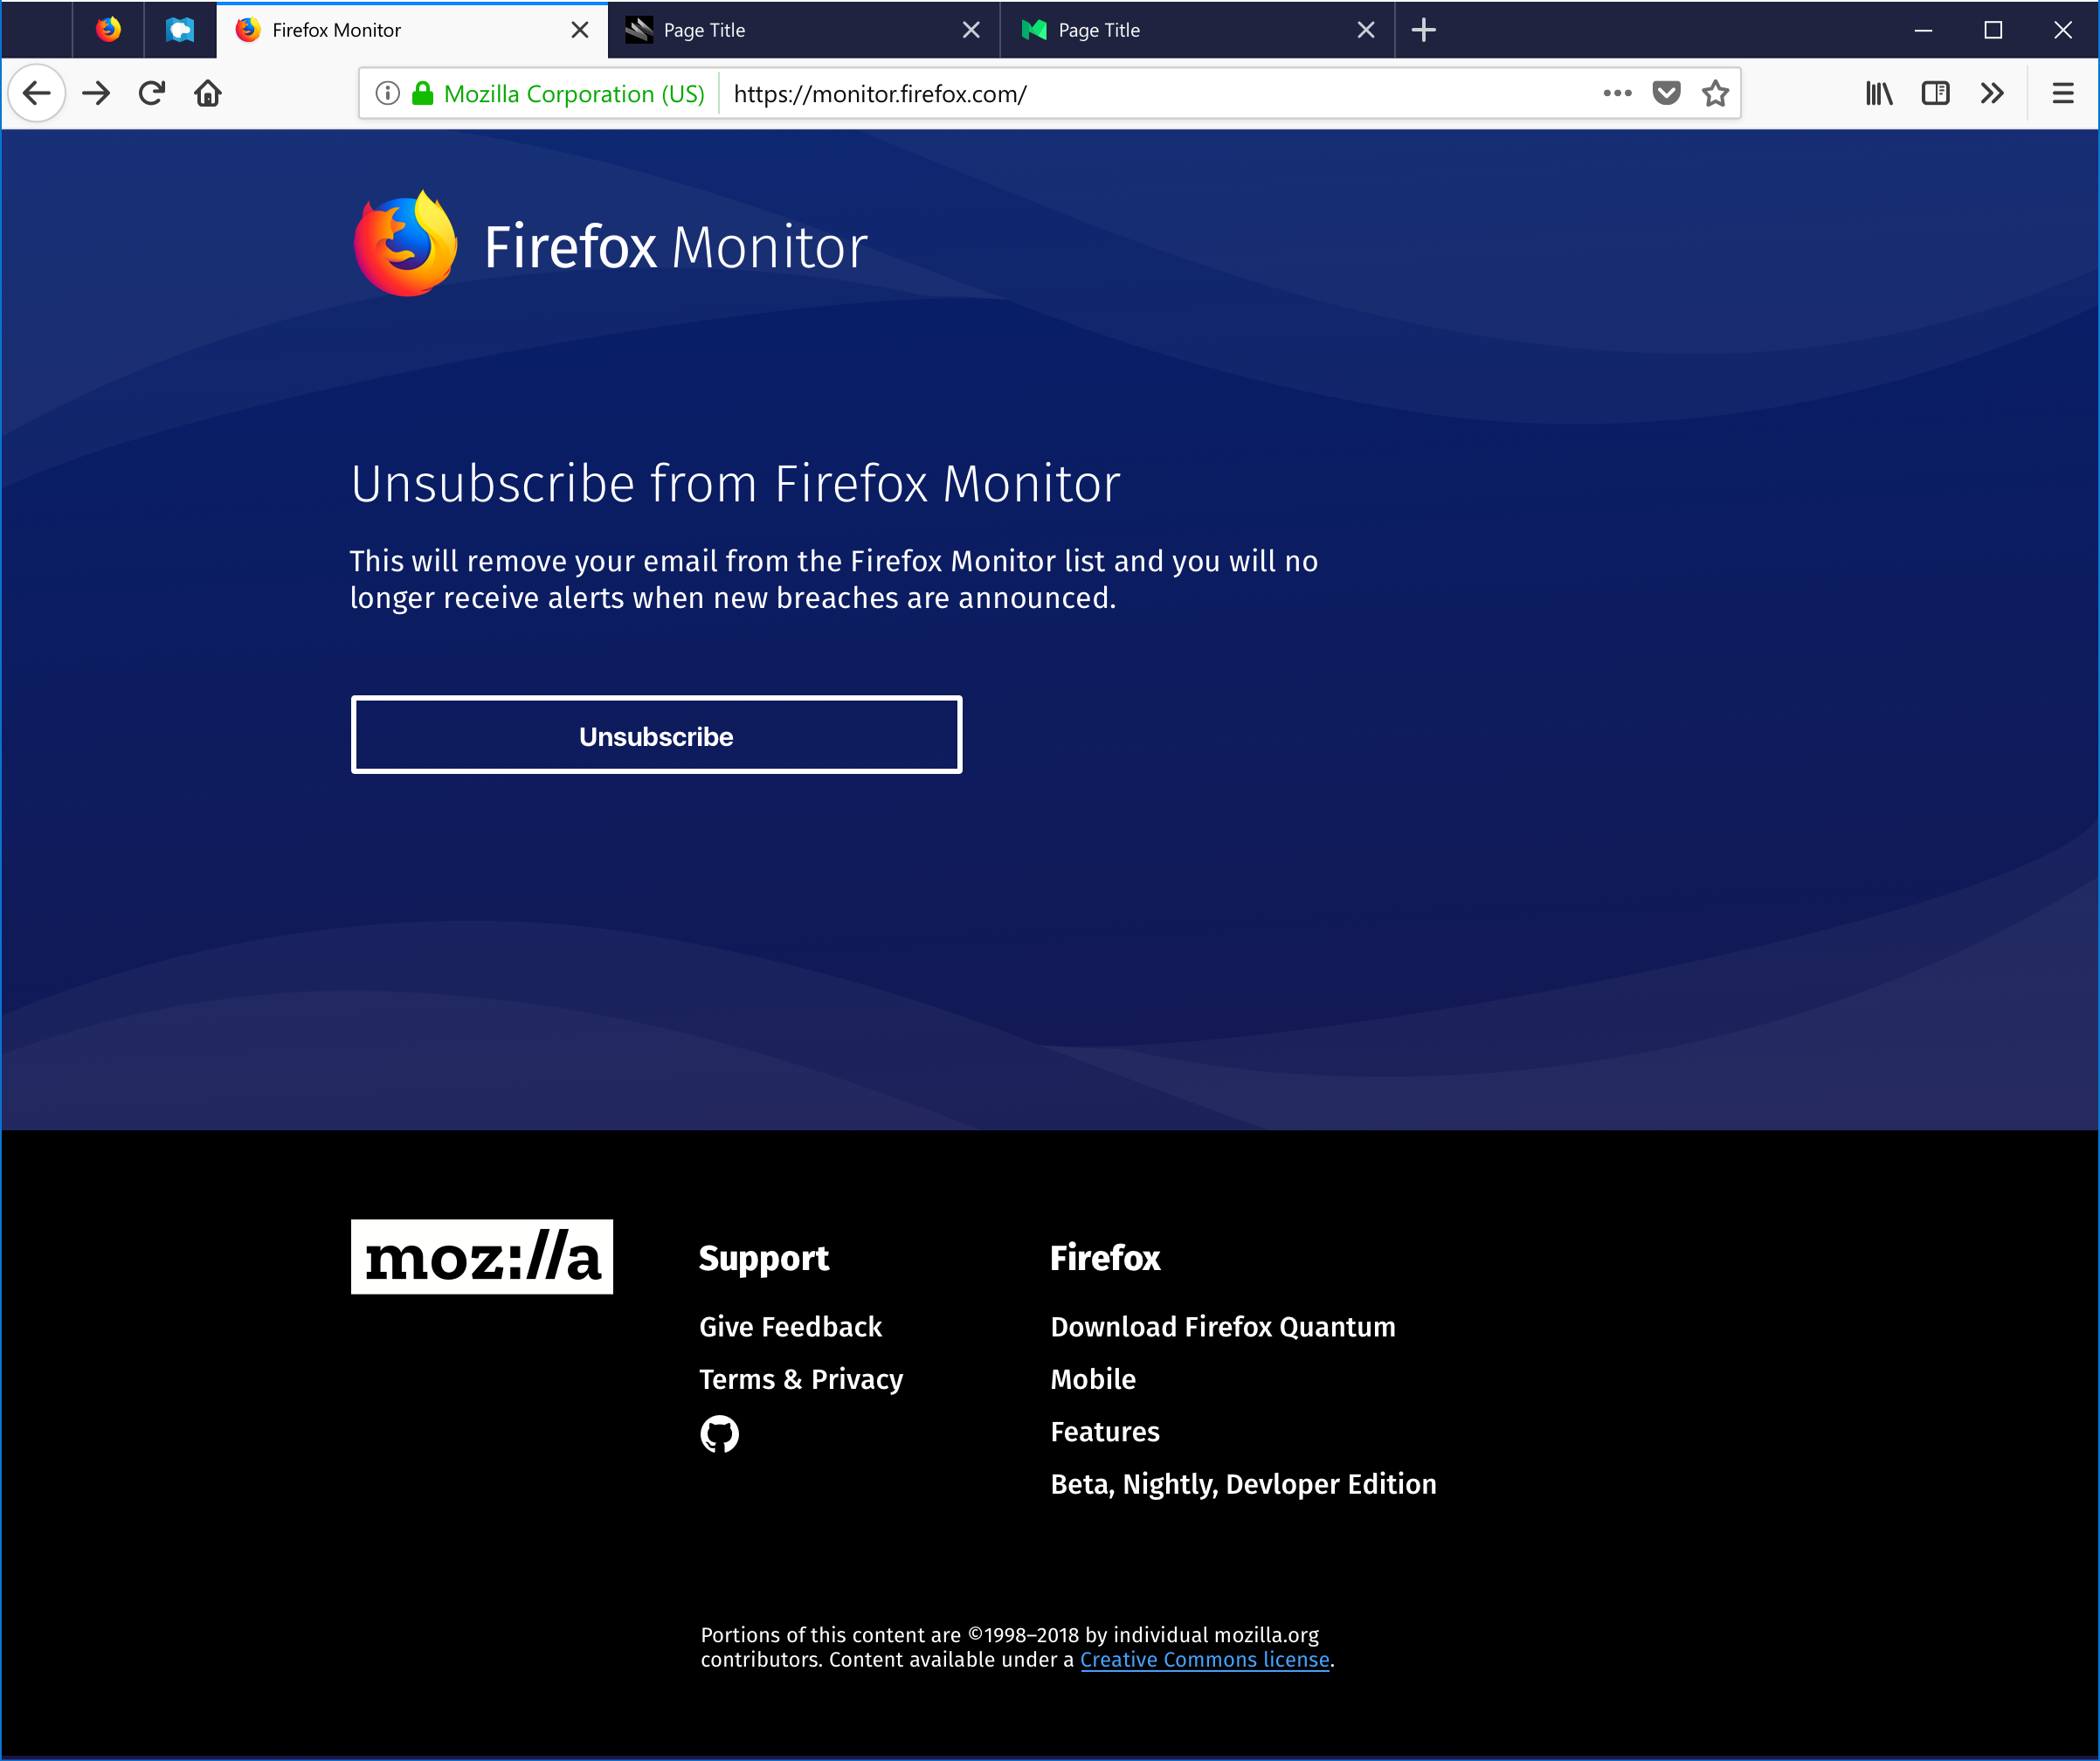 Firefox Monitor
Page Title
Page Title
Mozilla Corporation (US)
https://monitor.firefox.com/
Firefox Monitor
Unsubscribe from Firefox Monitor
This will remove your email from the Firefox Monitor list and you will no
longer receive alerts when new breaches are announced.
Unsubscribe
moz://a
Support
Give Feedback
Terms & Privacy
Firefox
Download Firefox Quantum
Mobile
Features
Beta, Nightly, Devloper Edition
Portions of this content are ©1998–2018 by individual mozilla.org
contributors. Content available under a Creative Commons license.